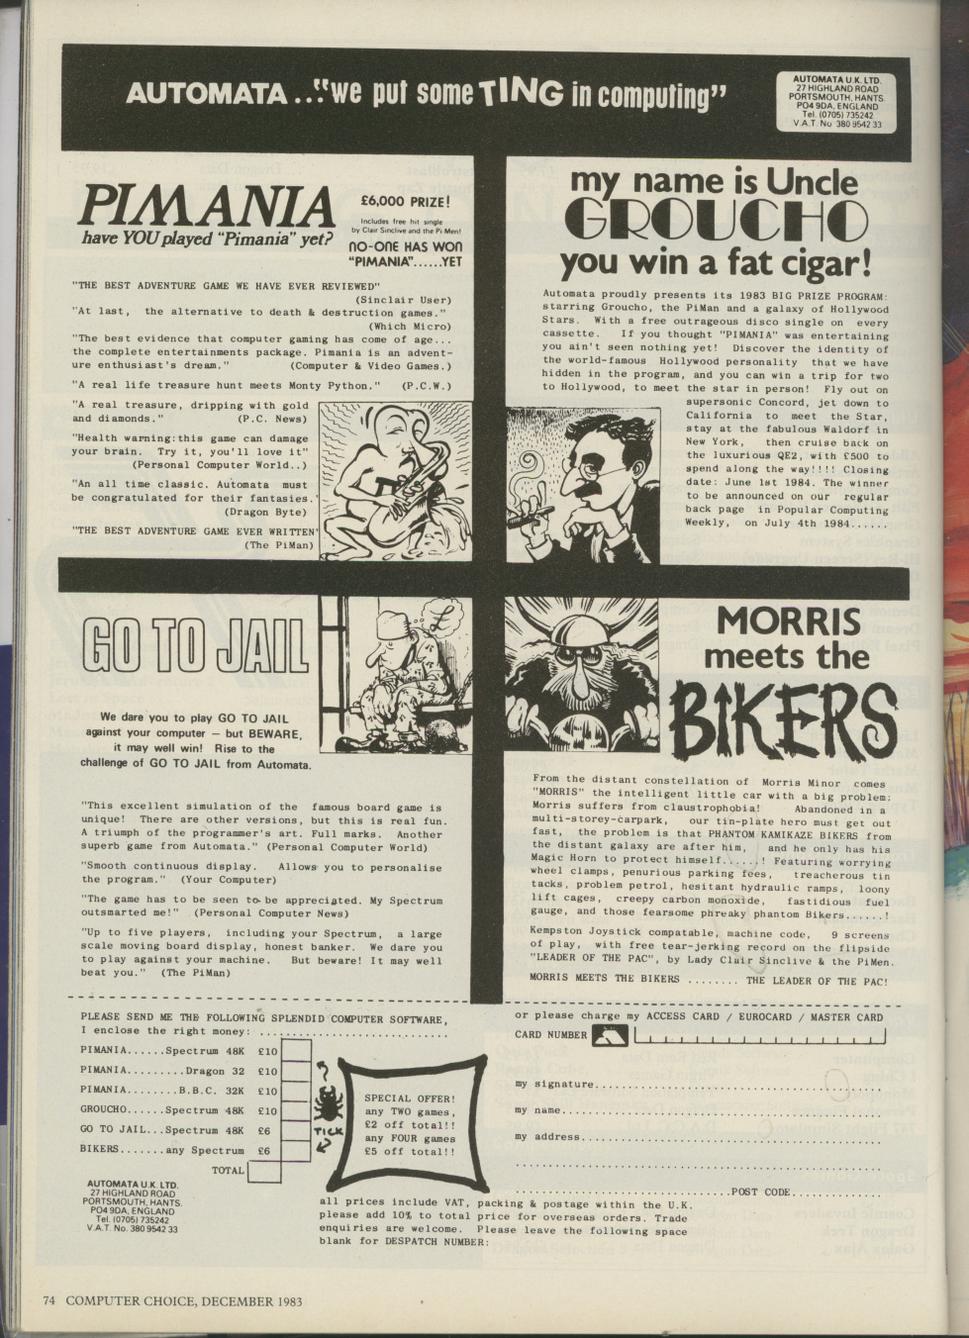 AUTOMATA..."we put someTING in computing"
AUTOMATA U.K. LTD.
27 HIGHLAND ROAD
PORTSMOUTH, HANTS.
PO4 9DA, ENGLAND
Tel. (0705) 735242
V.A.T. No 380 9542 33
PIMANIA
have YOU played "Pimania" yet?
£6,000 PRIZE!
Includes free hit single
by Clair Sinclive and the Pi Men!
NO-ONE HAS WON
"PIMANIA"......YET
"THE BEST ADVENTURE GAME WE HAVE EVER REVIEWED"
(Sinclair User)
"At last, the alternative to death & destruction games."
(Which Micro)
"The best evidence that computer gaming has come of age...
the complete entertainments package. Pimania is an advent-
ure enthusiast's dream." (Computer & Video Games.)
"A real life treasure hunt meets Monty Python." (P.C.W.)
"A real treasure, dripping with gold
and diamonds." (P.C. News)
"Health warning:this game can damage
your brain. Try it, you'll love it"
(Personal Computer World..)
"An all time classic. Automata must
be congratulated for their fantasies."
(Dragon Byte)
"THE BEST ADVENTURE GAME EVER WRITTEN"
(The PiMan)
my name is Uncle
GROUCHO
you win a fat cigar!
Automata proudly presents its 1983 BIG PRIZE PROGRAM:
starring Groucho, the PiMan and a galaxy of Hollywood
Stars. With a free outrageous disco single on every
cassette. If you thought "PIMANIA" was entertaining
you ain't seen nothing yet! Discover the identity of
the world-famous Hollywood personality that we have
hidden in the program, and you can win a trip for two
to Hollywood, to meet the star in person! Fly out on
supersonic Concord, jet down to
California to meet the Star,
stay at the fabulous Waldorf in
New York, then cruise back on
the luxurious QE2, with £500 to
spend along the way!!!! Closing
date: June 1st 1984. The winner
to be announced on our regular
back page in Popular Computing
Weekly, on July 4th 1984......
GO TO JAIL
£
We dare you to play GO TO JAIL
against your computer – but BEWARE,
it may well win! Rise to the
challenge of GO TO JAIL from Automata.
"This excellent simulation of the famous board game is
unique! There are other versions, but this is real fun.
A triumph of the programmer's art. Full marks. Another
superb game from Automata." (Personal Computer World)
"Smooth continuous display. Allows you to personalise
the program." (Your Computer)
"The game has to be seen to be appreciated. My Spectrum
outsmarted me!" (Personal Computer News)
"Up to five players, including your Spectrum, a large
scale moving board display, honest banker. We dare you
to play against your machine. But beware! It may well
beat you." (The PiMan)
MORRIS
meets the
BIKERS
From the distant constellation of Morris Minor comes
"MORRIS" the intelligent little car with a big problem:
Morris suffers from claustrophobia! Abandoned in a
multi-storey-carpark, our tin-plate hero must get out
fast, the problem is that PHANTOM KAMIKAZE BIKERS from
the distant galaxy are after him, and he only has his
Magic Horn to protect himself......! Featuring worrying
wheel clamps, penurious parking fees, treacherous tin
tacks, problem petrol, hesitant hydraulic ramps, loony
lift cages, creepy carbon monoxide, fastidious fuel
gauge, and those fearsome phreaky phantom Bikers......!
Kempston Joystick compatable, machine code, 9 screens
of play, with free tear-jerking record on the flipside
"LEADER OF THE PAC", by Lady Clair Sinclive & the PiMen.
MORRIS MEETS THE BIKERS ........ THE LEADER OF THE PAC!
PLEASE SEND ME THE FOLLOWING SPLENDID COMPUTER SOFTWARE,
I enclose the right money: ............................
PIMANIA......Spectrum 48K £10
PIMANIA........Dragon 32 £10
PIMANIA........B.B.C. 32K £10
GROUCHO......Spectrum 48K £10
GO TO JAIL...Spectrum 48K £6
BIKERS.......any Spectrum £6
TOTAL
TICK
SPECIAL OFFER!
any TWO games,
£2 off total!!
any FOUR games
£5 off total!!
AUTOMATA U.K. LTD.
27 HIGHLAND ROAD
PORTSMOUTH, HANTS.
PO4 9DA, ENGLAND
Tel. (0705) 735242
V.A.T. No. 380 9542 33
or please charge my ACCESS CARD / EUROCARD / MASTER CARD
CARD NUMBER
my signature..........................................
my name...............................................
my address............................................
......................................................
...............................POST CODE.............
all prices include VAT, packing & postage within the U.K.
please add 10% to total price for overseas orders. Trade
enquiries are welcome. Please leave the following space
blank for DESPATCH NUMBER:
74 COMPUTER CHOICE, DECEMBER 1983